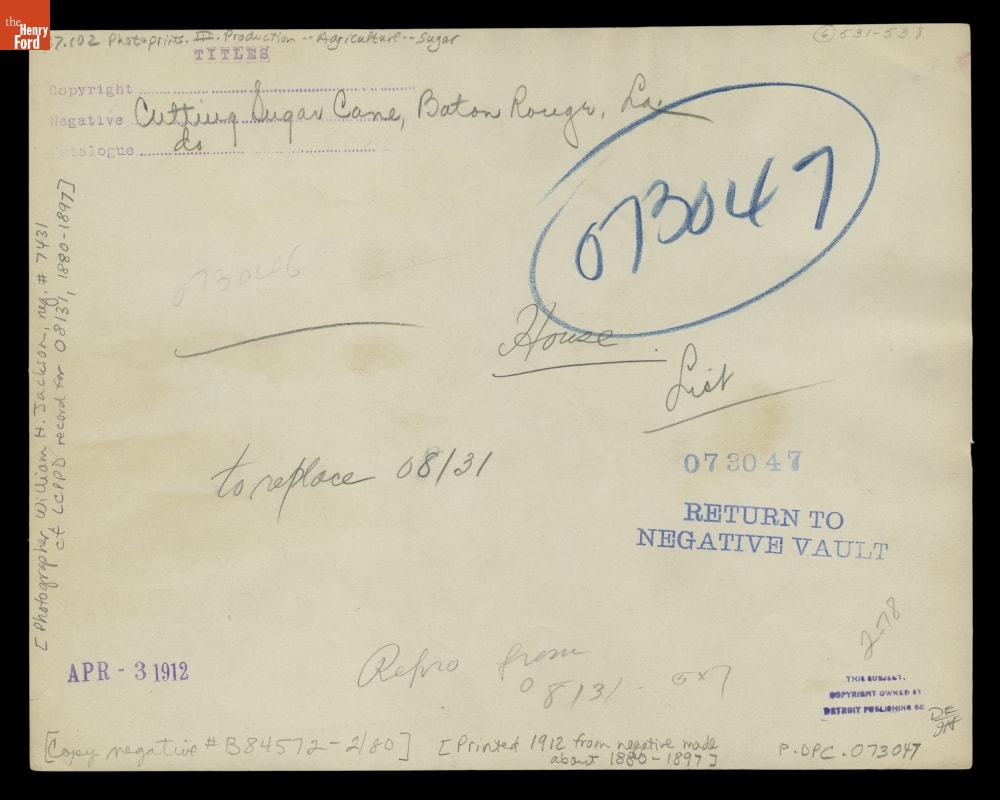 the
Henry
Ford
37.102 Photoprints. III. Production -- Agriculture -- Sugar
6 531-538
TITLES
Copyright
Negative Cutting Sugar Cane, Baton Rouge, La.
Catalogue do
073047
073046
House
List
to replace 08131
073047
RETURN TO
NEGATIVE VAULT
[Photographer, William H. Jackson, neg. # 7431
cf LCPPD record for 08131, 1880-1897]
2-78
APR - 3 1912
Repro from
08131. 5x7
THIS SUBJECT.
COPYRIGHT OWNED BY
DETROIT PUBLISHING CO
[Copy negative # B84572 - 2/80]
[Printed 1912 from negative made
about 1880-1897]
P.DPC.073047